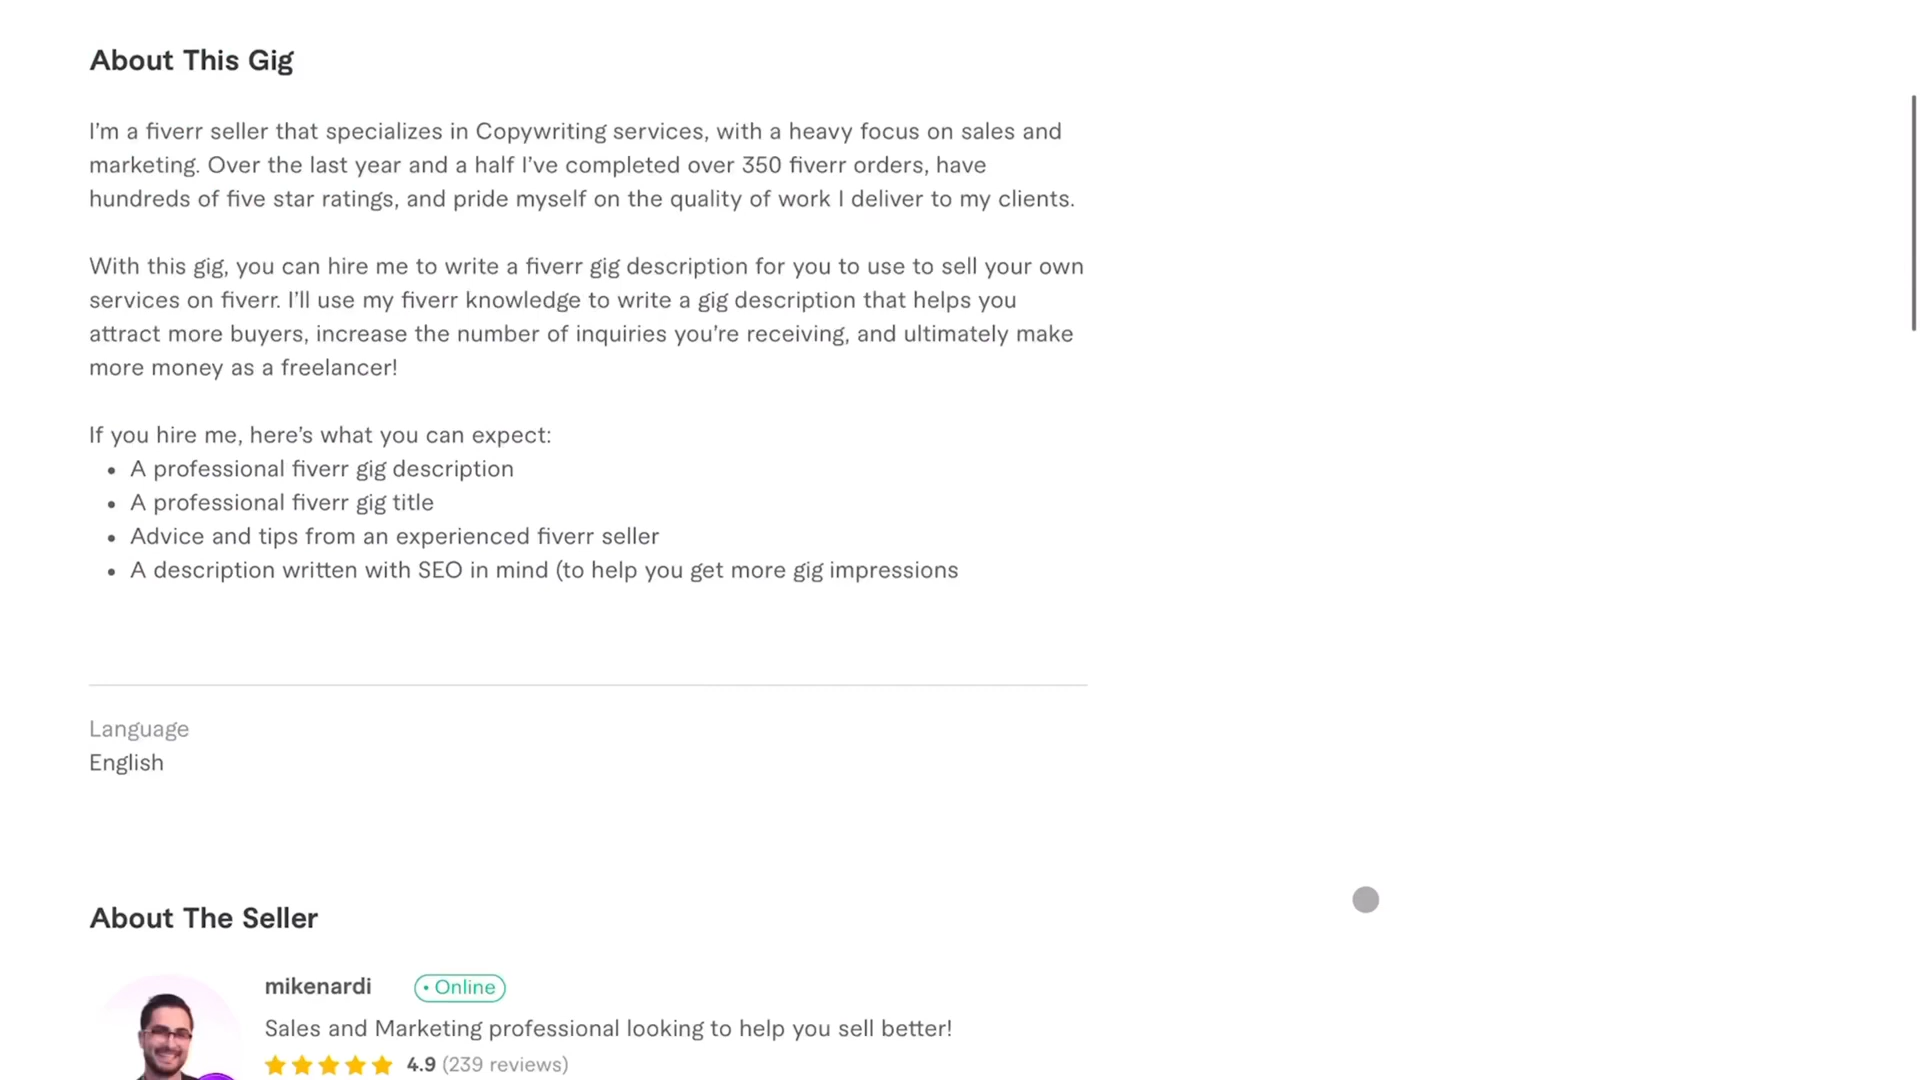 About This Gig
I’m a fiverr seller that specializes in Copywriting services, with a heavy focus on sales and
marketing. Over the last year and a half I’ve completed over 350 fiverr orders, have
hundreds of five star ratings, and pride myself on the quality of work I deliver to my clients.
With this gig, you can hire me to write a fiverr gig description for you to use to sell your own
services on fiverr. I’ll use my fiverr knowledge to write a gig description that helps you
attract more buyers, increase the number of inquiries you’re receiving, and ultimately make
more money as a freelancer!
If you hire me, here’s what you can expect:
• A professional fiverr gig description
• A professional fiverr gig title
• Advice and tips from an experienced fiverr seller
• A description written with SEO in mind (to help you get more gig impressions
Language
English
About The Seller
mikenardi • Online
Sales and Marketing professional looking to help you sell better!
4.9 (239 reviews)